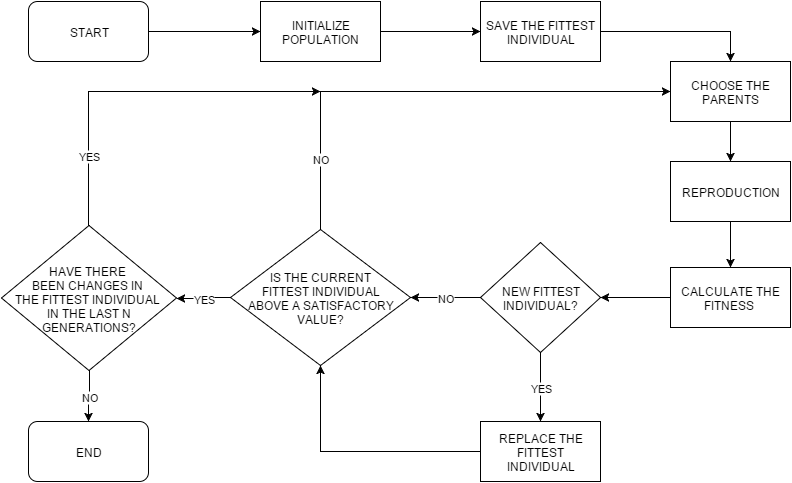 START
INITIALIZE
POPULATION
SAVE THE FITTEST
INDIVIDUAL
CHOOSE THE
PARENTS
YES
NO
REPRODUCTION
HAVE THERE
BEEN CHANGES IN
THE FITTEST INDIVIDUAL
IN THE LAST N
GENERATIONS?
YES
IS THE CURRENT
FITTEST INDIVIDUAL
ABOVE A SATISFACTORY
VALUE?
NO
NEW FITTEST
INDIVIDUAL?
CALCULATE THE
FITNESS
NO
YES
END
REPLACE THE
FITTEST
INDIVIDUAL